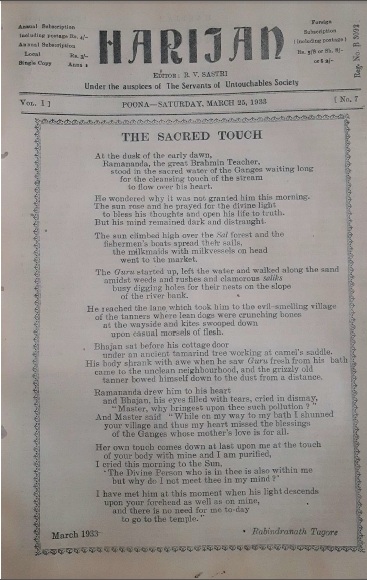 Annual Subscription
Including postage Rs. 4/-
Annual Subscription
Local Rs. 3/-
Single Copy Anna 1
HARIJAN
Foreign
Subscription
(including postage)
Reg. No. B 3092
EDITOR: R. V. SASTRI
Under the auspices of The Servants of Untouchables Society
VOL. I ] POONA—SATURDAY, MARCH 25, 1933 [ No. 7
THE SACRED TOUCH
At the dusk of the early dawn,
Ramananda, the great Brahmin Teacher,
stood in the sacred water of the Ganges waiting long
for the cleansing touch of the stream
to flow over his heart.
He wondered why it was not granted him this morning.
The sun rose and he prayed for the divine light
to bless his thoughts and open his life to truth.
But his mind remained dark and distraught.
The sun climbed high over the Sal forest and the
fishermen's boats spread their sails,
the milkmaids with milkvessels on head
went to the market.
The Guru started up, left the water and walked along the sand
amidst weeds and rushes and clamorous saliks
busy digging holes for their nests on the slope
of the river bank.
He reached the lane which took him to the evil-smelling village
of the tanners where lean dogs were crunching bones
at the wayside and kites swooped down
upon casual morsels of flesh.
Bhajan sat before his cottage door
under an ancient tamarind tree working at camel's saddle.
His body shrank with awe when he saw Guru fresh from his bath
came to the unclean neighbourhood, and the grizzly old
tanner bowed himself down to the dust from a distance.
Ramananda drew him to his heart
and Bhajan, his eyes filled with tears, cried in dismay,
"Master, why bringest upon thee such pollution?"
And Master said "While on my way to my bath I shunned
your village and thus my heart missed the blessings
of the Ganges whose mother's love is for all.
Her own touch comes down at last upon me at the touch
of your body with mine and I am purified,
I cried this morning to the Sun,
'The Divine Person who is in thee is also within me
but why do I not meet thee in my mind?'
I have met him at this moment when his light descends
upon your forehead as well as on mine,
and there is no need for me to-day
to go to the temple."
March 1933 Rabindranath Tagore